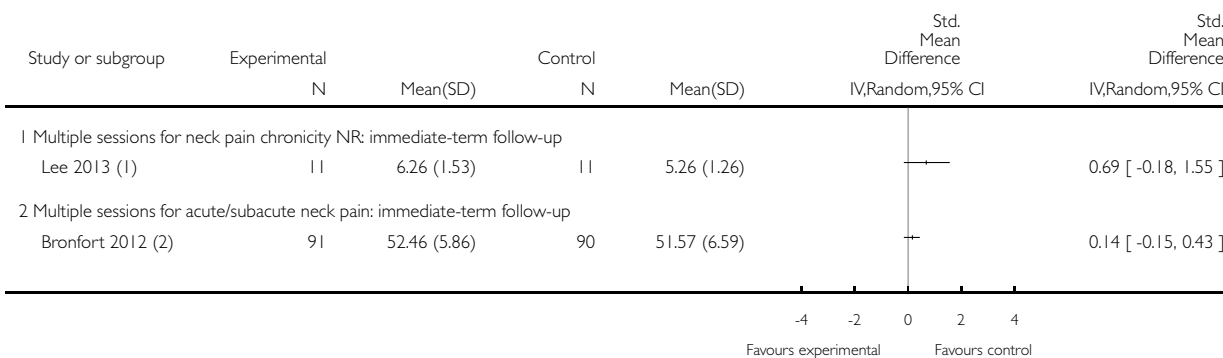 Study or subgroup Experimental Control Std. Mean Difference Std. Mean Difference
N Mean(SD) N Mean(SD) IV,Random,95% CI IV,Random,95% CI
1 Multiple sessions for neck pain chronicity NR: immediate-term follow-up
Lee 2013 (1) 11 6.26 (1.53) 11 5.26 (1.26) 0.69 [ -0.18, 1.55 ]
2 Multiple sessions for acute/subacute neck pain: immediate-term follow-up
Bronfort 2012 (2) 91 52.46 (5.86) 90 51.57 (6.59) 0.14 [ -0.15, 0.43 ]
-4 -2 0 2 4
Favours experimental Favours control